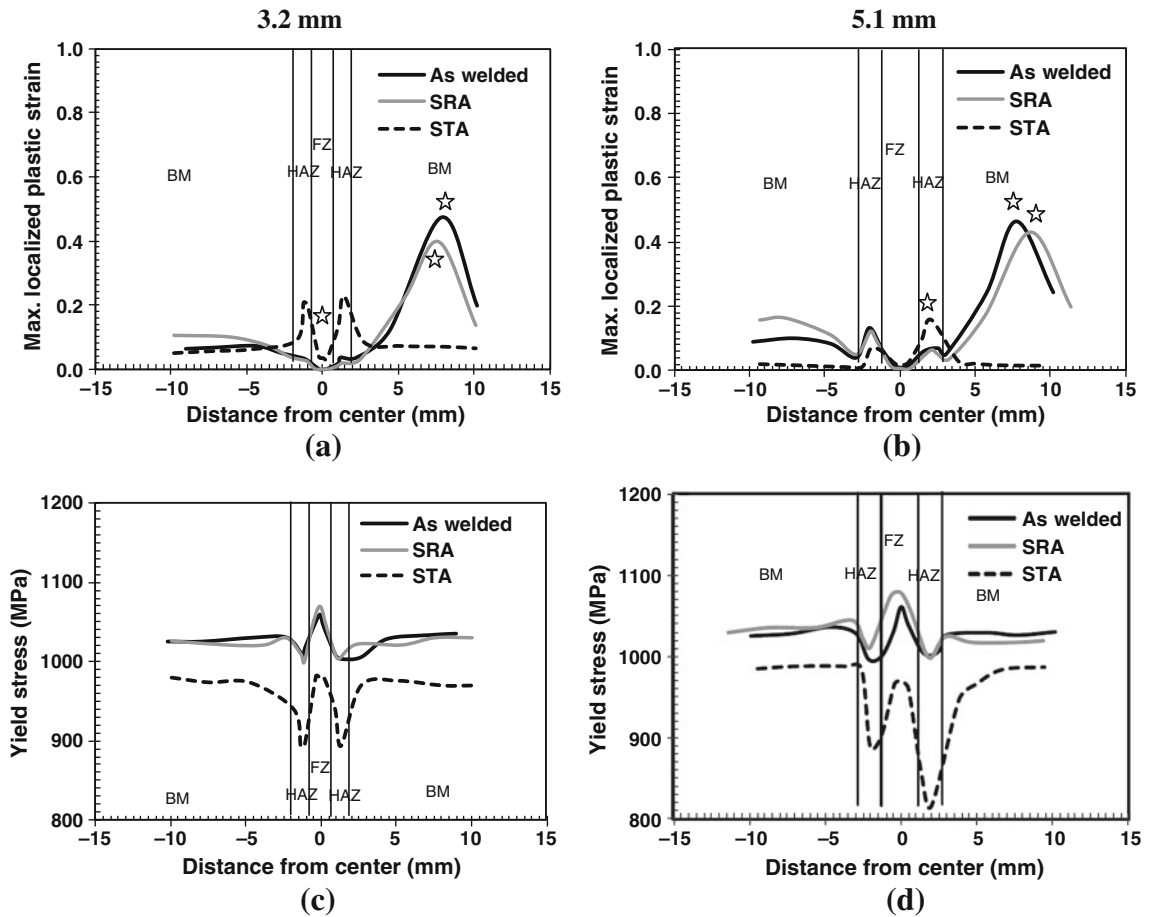 3.2 mm
5.1 mm
Max. localized plastic strain
1.0
0.8
0.6
0.4
0.2
0.0
As welded
SRA
STA
BM
HAZ
FZ
HAZ
BM
−15
−10
−5
0
5
10
15
Distance from center (mm)
(a)
Max. localized plastic strain
1.0
0.8
0.6
0.4
0.2
0.0
As welded
SRA
STA
BM
HAZ
FZ
HAZ
BM
−15
−10
−5
0
5
10
15
Distance from center (mm)
(b)
Yield stress (MPa)
1200
1100
1000
900
800
As welded
SRA
STA
BM
HAZ
FZ
HAZ
BM
−15
−10
−5
0
5
10
15
Distance from center (mm)
(c)
Yield stress (MPa)
1200
1100
1000
900
800
As welded
SRA
STA
BM
HAZ
FZ
HAZ
BM
−15
−10
−5
0
5
10
15
Distance from center (mm)
(d)